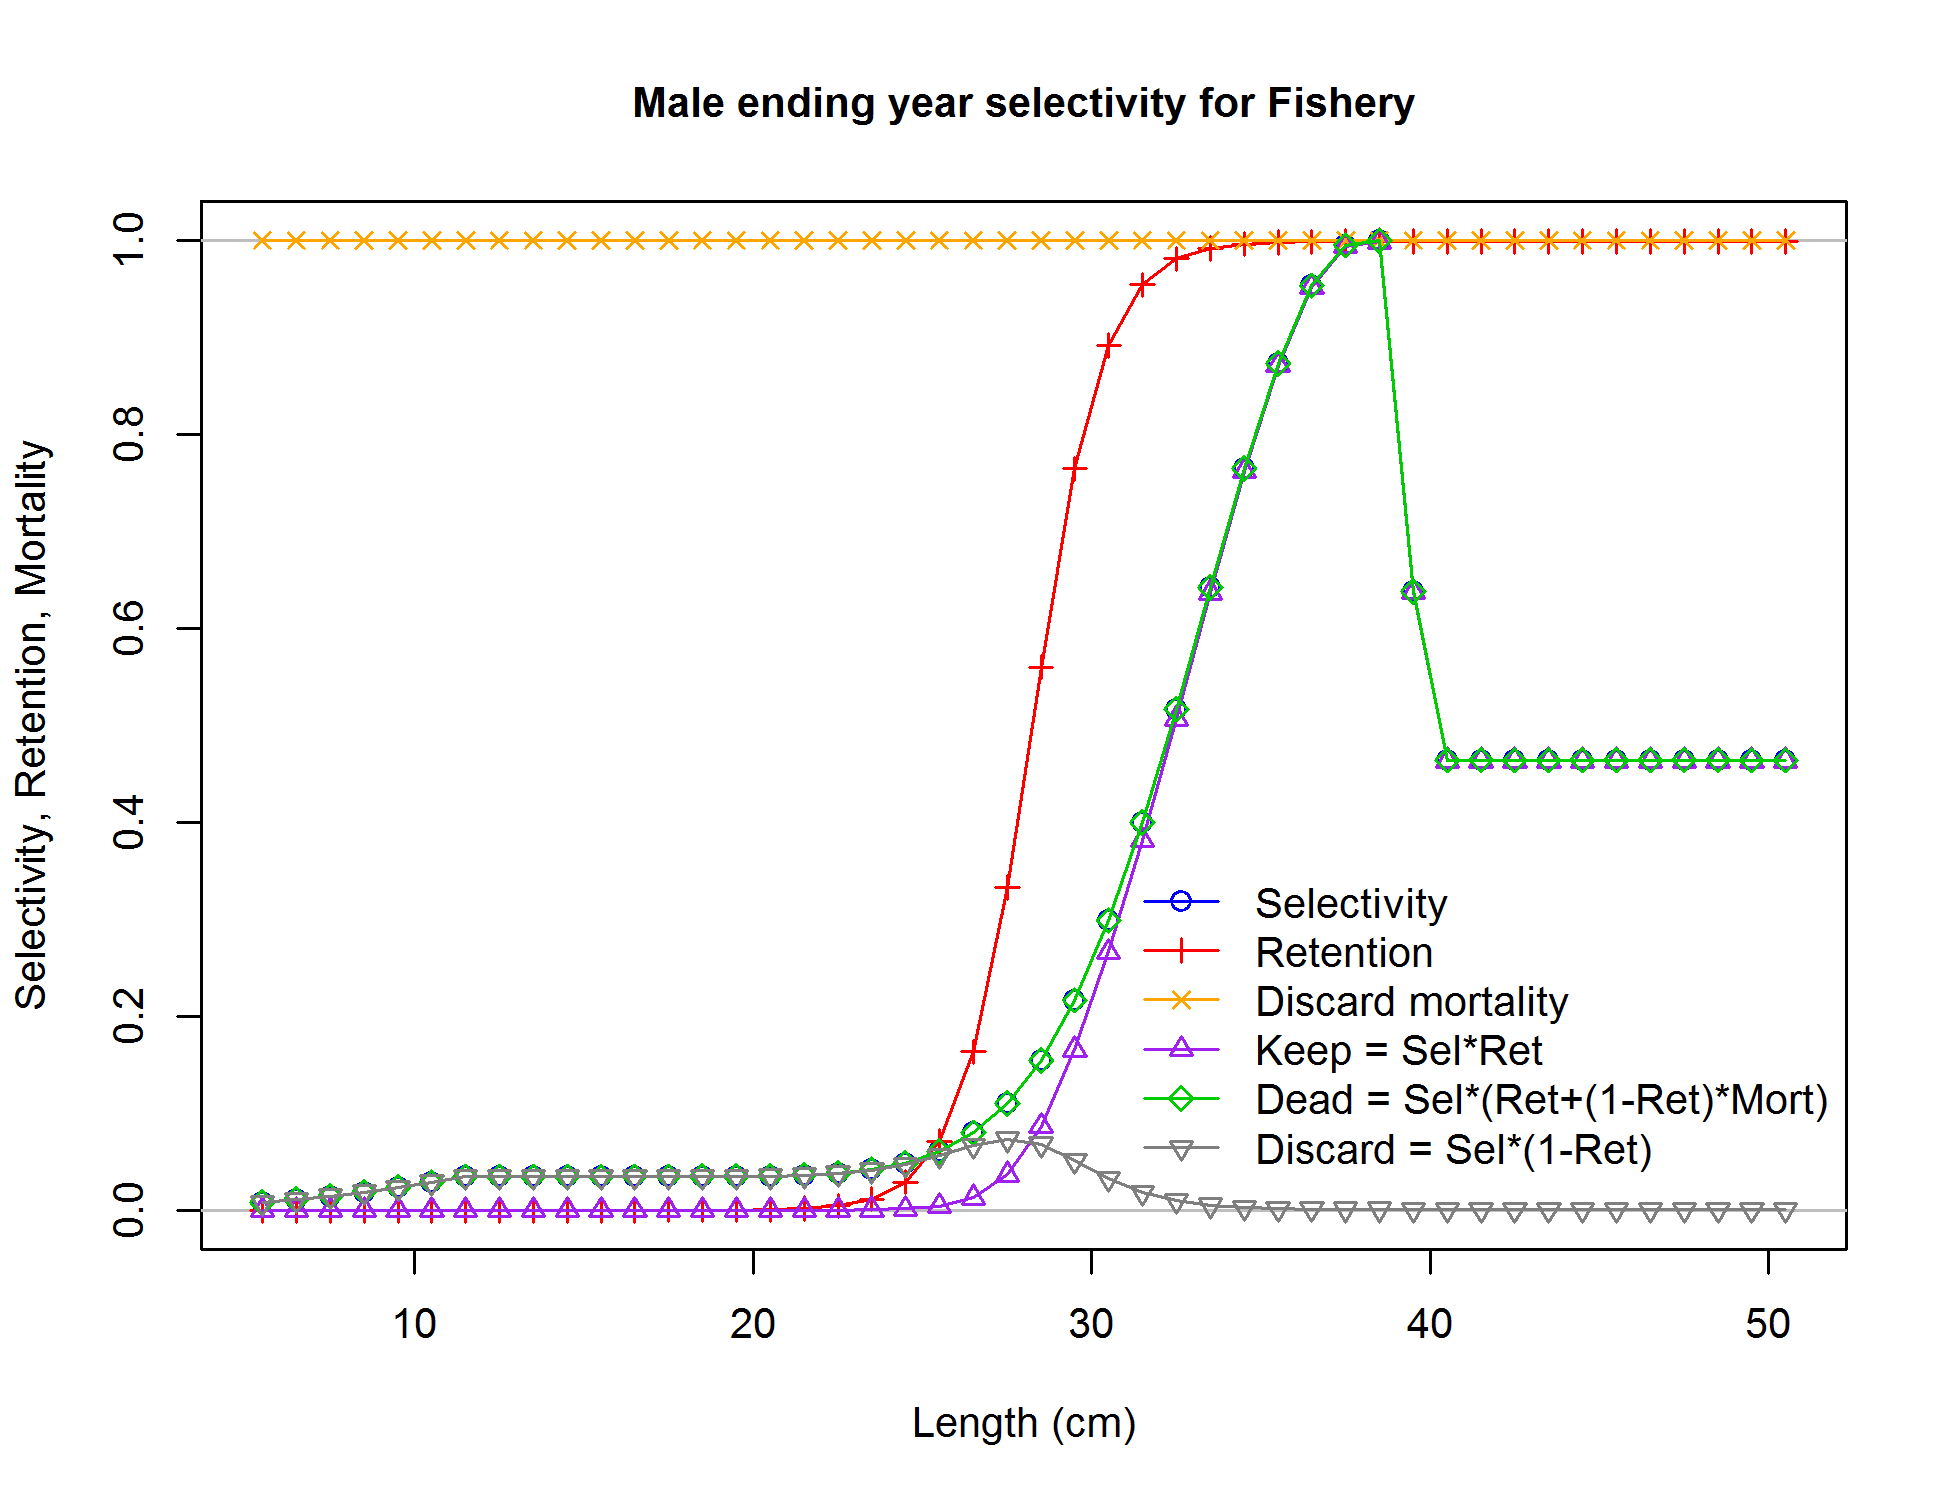 Male ending year selectivity for Fishery
Selectivity, Retention, Mortality
1.0
0.8
0.6
0.4
0.2
0.0
Selectivity
Retention
Discard mortality
Keep = Sel*Ret
Dead = Sel*(Ret+(1-Ret)*Mort)
Discard = Sel*(1-Ret)
10 20 30 40 50
Length (cm)